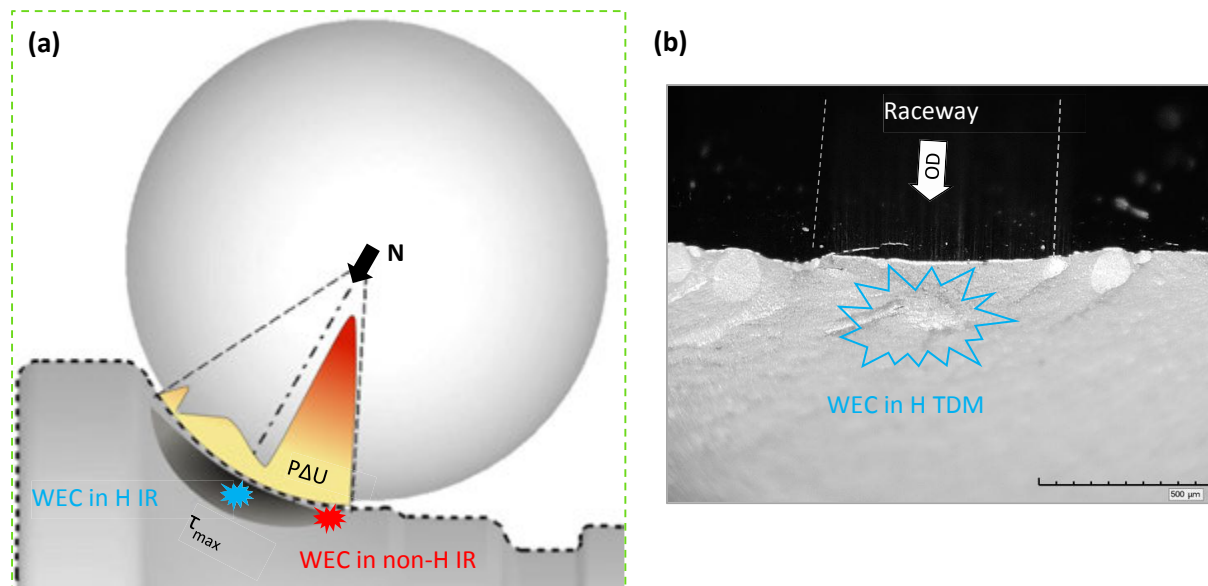 (a)
N
PΔU
WEC in H IR
τmax
WEC in non-H IR
(b)
Raceway
OD
WEC in H TDM
500 μm